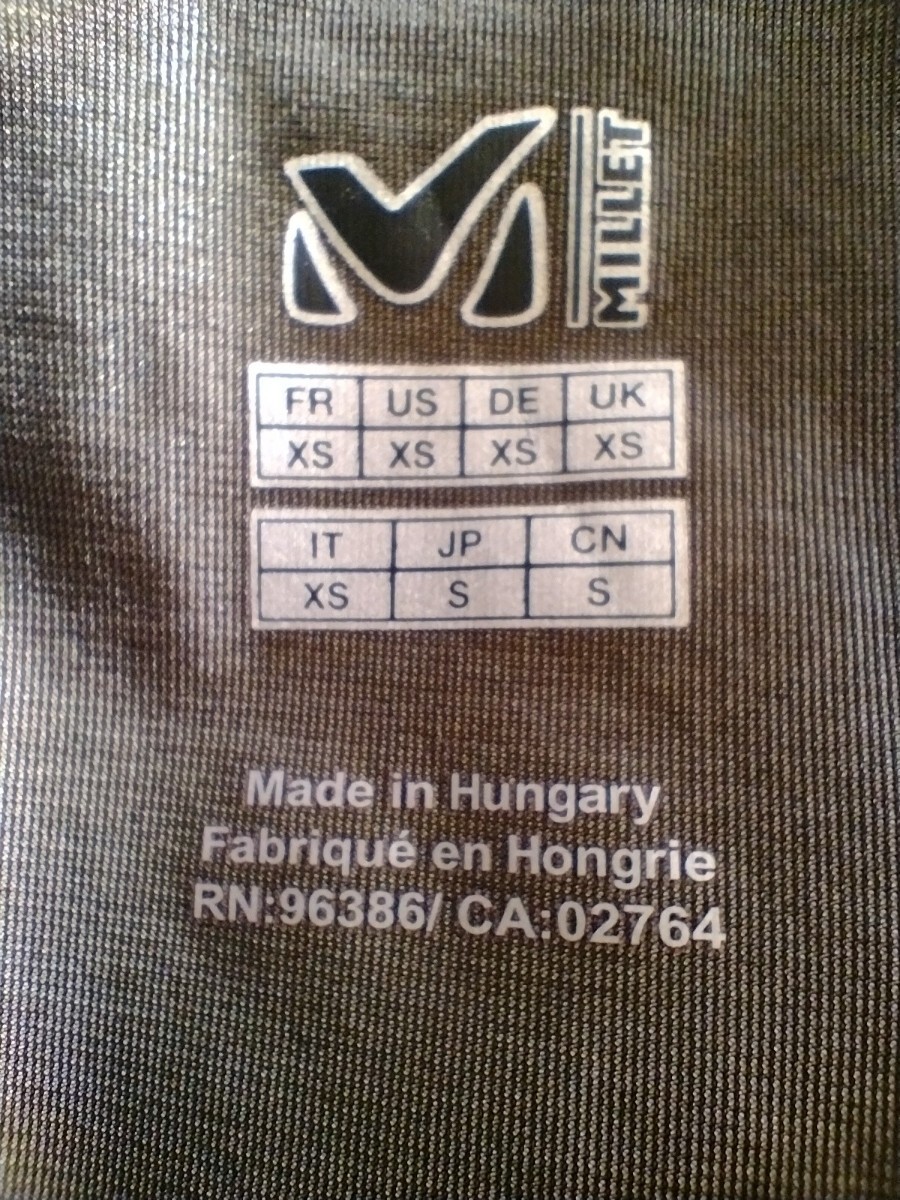 MILLET
FR US DE UK
XS XS XS XS
IT JP CN
XS S S
Made in Hungary
Fabriqué en Hongrie
RN:96386/ CA:02764